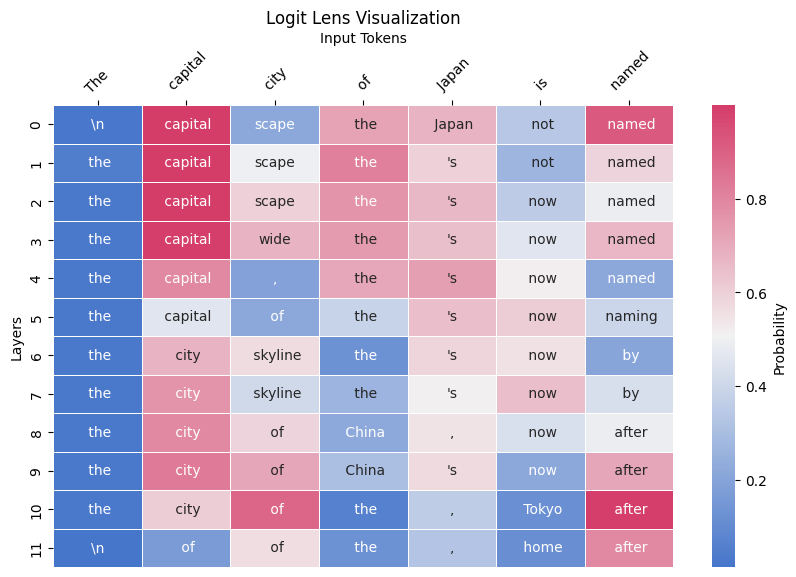 Logit Lens Visualization
Input Tokens
The capital city of Japan is named
0 \n capital scape the Japan not named
1 the capital scape the 's not named
2 the capital scape the 's now named
3 the capital wide the 's now named
4 the capital , the 's now named
5 the capital of the 's now naming
6 the city skyline the 's now by
7 the city skyline the 's now by
8 the city of China , now after
9 the city of China 's now after
10 the city of the , Tokyo after
11 \n of of the , home after
Layers
0.8
0.6
0.4
0.2
Probability